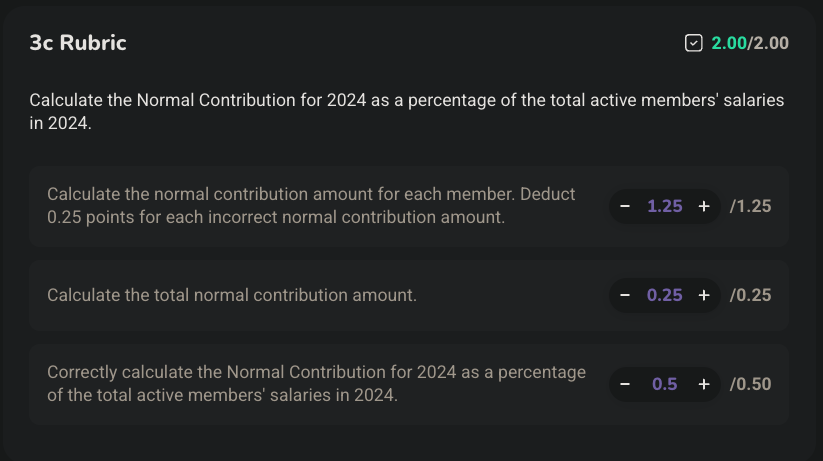 3c Rubric
2.00/2.00
Calculate the Normal Contribution for 2024 as a percentage of the total active members' salaries
in 2024.
Calculate the normal contribution amount for each member. Deduct
0.25 points for each incorrect normal contribution amount.
− 1.25 + /1.25
Calculate the total normal contribution amount.
− 0.25 + /0.25
Correctly calculate the Normal Contribution for 2024 as a percentage
of the total active members' salaries in 2024.
− 0.5 + /0.50